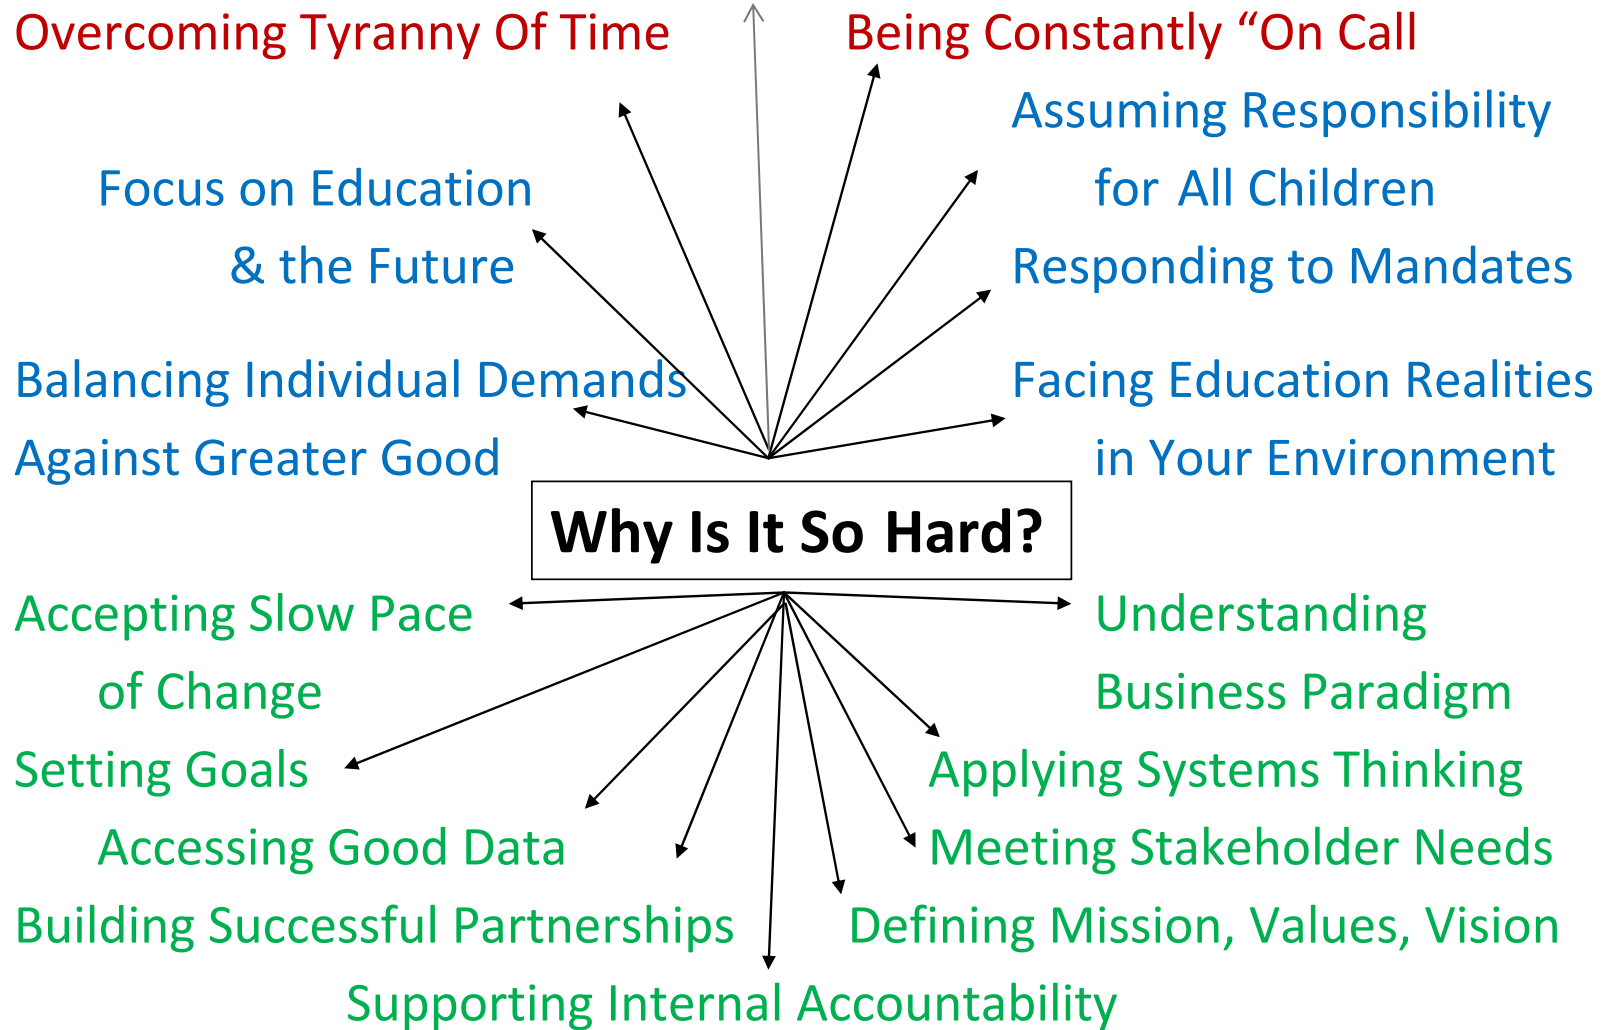 Overcoming Tyranny Of Time
Being Constantly “On Call
Assuming Responsibility
for All Children
Focus on Education
& the Future
Responding to Mandates
Balancing Individual Demands
Against Greater Good
Facing Education Realities
in Your Environment
Why Is It So Hard?
Accepting Slow Pace
of Change
Understanding
Business Paradigm
Setting Goals
Applying Systems Thinking
Accessing Good Data
Meeting Stakeholder Needs
Building Successful Partnerships
Defining Mission, Values, Vision
Supporting Internal Accountability